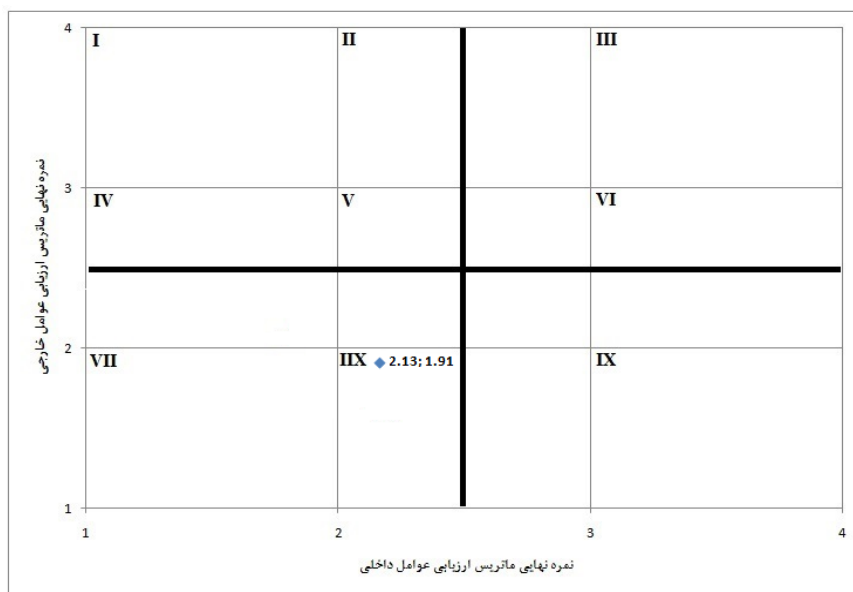 4
I
II
III
3
IV
V
VI
2
VII
IIX
2.13; 1.91
IX
1
1
2
3
4
نمره نهایی ماتریس ارزیابی عوامل خارجی
نمره نهایی ماتریس ارزیابی عوامل داخلی